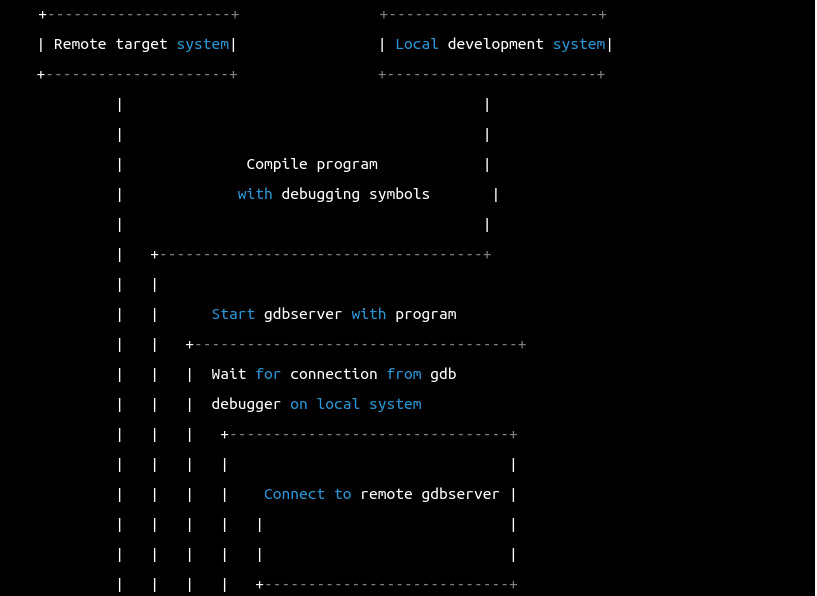 Remote target system Local development system
Compile program
with debugging symbols
Start gdbserver with program
Wait for connection from gdb
debugger on local system
Connect to remote gdbserver